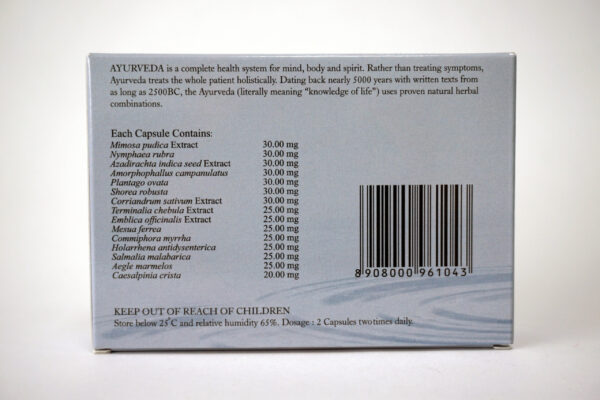 AYURVEDA is a complete health system for mind, body and spirit. Rather than treating symptoms,
Ayurveda treats the whole patient holistically. Dating back nearly 5000 years with written texts from
as long as 2500BC, the Ayurveda (literally meaning “knowledge of life”) uses proven natural herbal
combinations.
Each Capsule Contains:
Mimosa pudica Extract 30.00 mg
Nymphaea rubra 30.00 mg
Azadirachta indica seed Extract 30.00 mg
Amorphophallus campanulatus 30.00 mg
Plantago ovata 30.00 mg
Shorea robusta 30.00 mg
Corriandrum sativum Extract 30.00 mg
Terminalia chebula Extract 25.00 mg
Emblica officinalis Extract 25.00 mg
Mesua ferrea 25.00 mg
Commiphora myrrha 25.00 mg
Holarrhena antidysenterica 25.00 mg
Salmalia malabarica 25.00 mg
Aegle marmelos 25.00 mg
Caesalpinia crista 20.00 mg
8 908000 961043
KEEP OUT OF REACH OF CHILDREN
Store below 25°C and relative humidity 65%. Dosage : 2 Capsules two times daily.